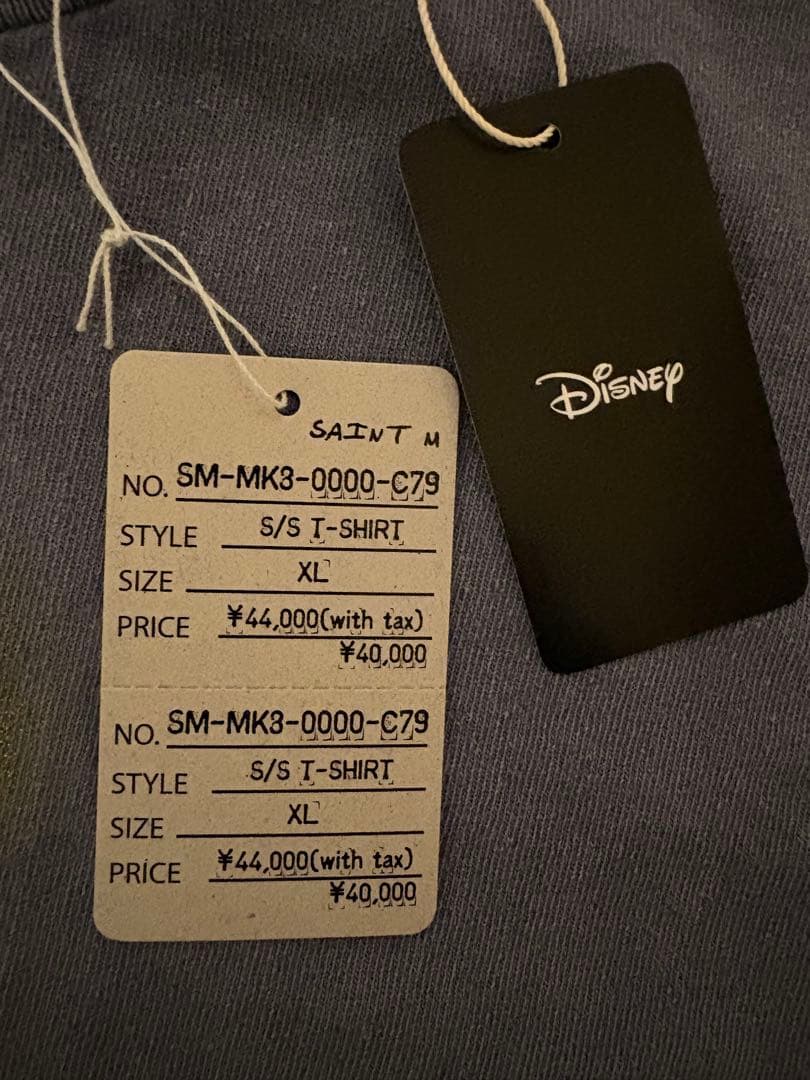 SAINT M
NO. SM-MK3-0000-C79
STYLE S/S T-SHIRT
SIZE XL
PRICE ¥44,000(with tax)
¥40,000
NO. SM-MK3-0000-C79
STYLE S/S T-SHIRT
SIZE XL
PRICE ¥44,000(with tax)
¥40,000
Disney